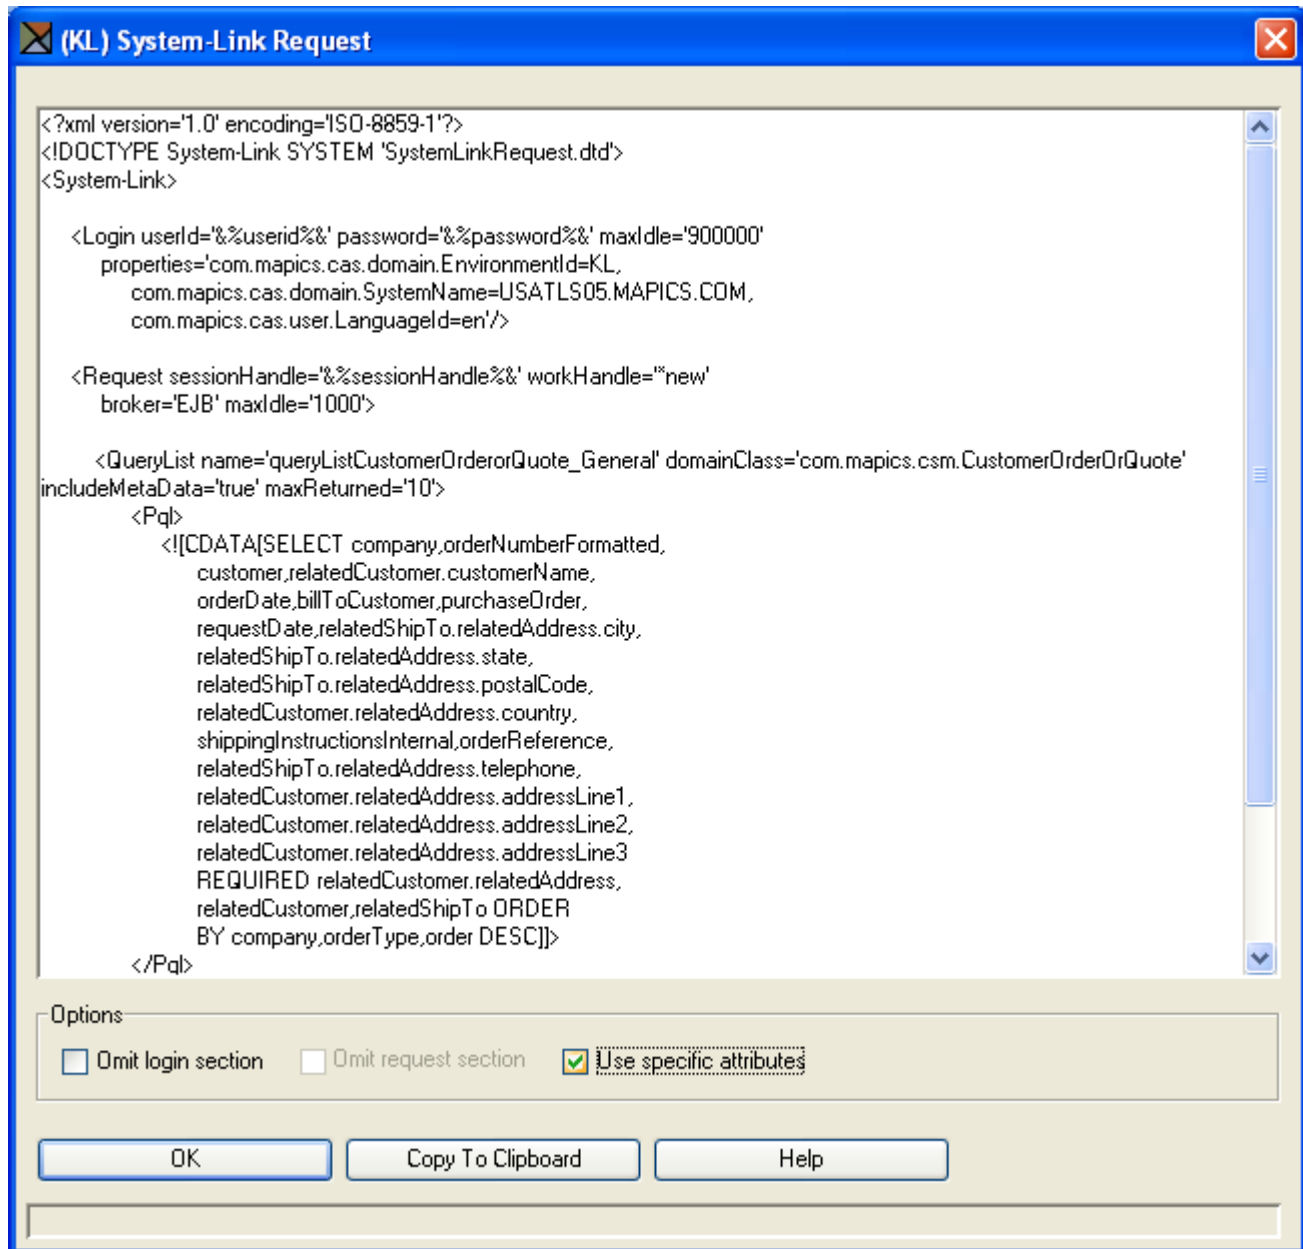 (KL) System-Link Request
<?xml version='1.0' encoding='ISO-8859-1'?>
<!DOCTYPE System-Link SYSTEM 'SystemLinkRequest.dtd'>
<System-Link>
<Login userId='&%userid%&' password='&%password%&' maxIdle='900000'
properties='com.mapics.cas.domain.EnvironmentId=KL,
com.mapics.cas.domain.SystemName=USATLS05.MAPICS.COM,
com.mapics.cas.user.LanguageId=en'/>
<Request sessionHandle='&%sessionHandle%&' workHandle='*new'
broker='EJB' maxIdle='1000'>
<QueryList name='queryListCustomerOrderorQuote_General' domainClass='com.mapics.csm.CustomerOrderOrQuote'
includeMetaData='true' maxReturned='10'>
<Pql>
<![CDATA[SELECT company,orderNumberFormatted,
customer,relatedCustomer.customerName,
orderDate,billToCustomer,purchaseOrder,
requestDate,relatedShipTo.relatedAddress.city,
relatedShipTo.relatedAddress.state,
relatedShipTo.relatedAddress.postalCode,
relatedCustomer.relatedAddress.country,
shippingInstructionsInternal,orderReference,
relatedShipTo.relatedAddress.telephone,
relatedCustomer.relatedAddress.addressLine1,
relatedCustomer.relatedAddress.addressLine2,
relatedCustomer.relatedAddress.addressLine3
REQUIRED relatedCustomer.relatedAddress,
relatedCustomer,relatedShipTo ORDER
BY company,orderType,order DESC]]>
</Pql>
Options
Omit login section Omit request section Use specific attributes
OK Copy To Clipboard Help